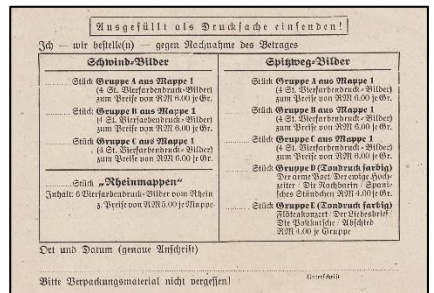 Ausgefüllt als Drucksache einsenden!
Ich — wir bestelle(n) — gegen Nachnahme des Betrages
Schwind-Bilder
Stück Gruppe A aus Mappe 1
(4 St. Vierfarbendruck-Bilder)
zum Preise von RM 6.00 je Gr.
Stück Gruppe B aus Mappe 1
(4 St. Vierfarbendruck-Bilder)
zum Preise von RM 6.00 je Gr.
Stück Gruppe C aus Mappe 1
(4 St. Vierfarbendruck-Bilder)
zum Preise von RM 6.00 je Gr.
Stück „Rheinmappen“
Inhalt: 6 Vierfarbendruck-Bilder vom Rhein
z. Preise von RM 5.00 je Mappe
Spitzweg-Bilder
Stück Gruppe A aus Mappe 1
(4 St. Vierfarbendruck-Bilder)
zum Preise von RM 6.00 je Gr.
Stück Gruppe B aus Mappe 1
(4 St. Vierfarbendruck-Bilder)
zum Preise von RM 6.00 je Gr.
Stück Gruppe C aus Mappe 1
(4 St. Vierfarbendruck-Bilder)
zum Preise von RM 6.00 je Gr.
Stück Gruppe D (Tondruck farbig)
Der arme Poet / Der ewige Hoch-
zeiter / Die Nachbarin / Spani-
sches Ständchen RM 4.00 je Gr.
Stück Gruppe E (Tondruck farbig)
Flötenkonzert / Der Liebesbrief
Die Postkutsche / Abschied
RM 4.00 je Gruppe
Ort und Datum (genaue Anschrift)
Bitte Verpackungsmaterial nicht vergessen!
Unterschrift